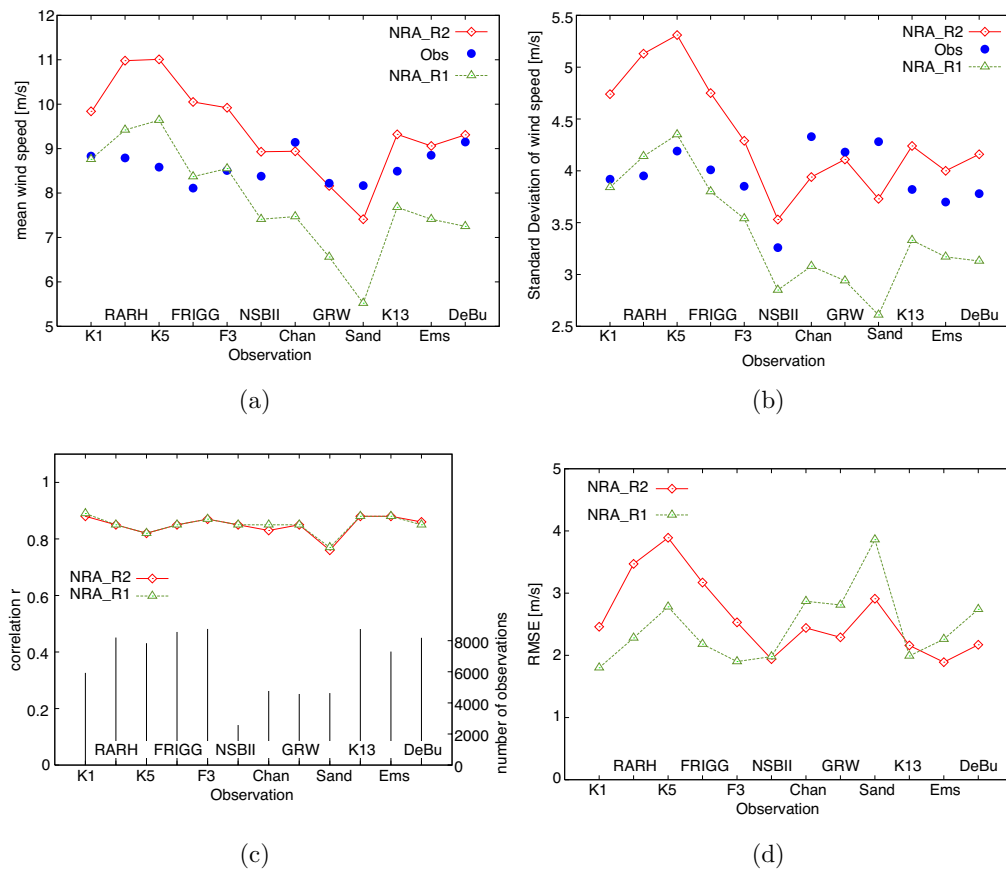 12
11
10
9
8
7
6
5
mean wind speed [m/s]
NRA_R2
Obs
NRA_R1
RARH FRIGG NSBII GRW K13 DeBu
K1 K5 F3 Chan Sand Ems
Observation
(a)
5.5
5
4.5
4
3.5
3
2.5
Standard Deviation of wind speed [m/s]
NRA_R2
Obs
NRA_R1
RARH FRIGG NSBII GRW K13 DeBu
K1 K5 F3 Chan Sand Ems
Observation
(b)
1
0.8
0.6
0.4
0.2
0
correlation r
NRA_R2
NRA_R1
8000
6000
4000
2000
0
number of observations
RARH FRIGG NSBII GRW K13 DeBu
K1 K5 F3 Chan Sand Ems
Observation
(c)
5
4
3
2
1
0
RMSE [m/s]
NRA_R2
NRA_R1
RARH FRIGG NSBII GRW K13 DeBu
K1 K5 F3 Chan Sand Ems
Observation
(d)